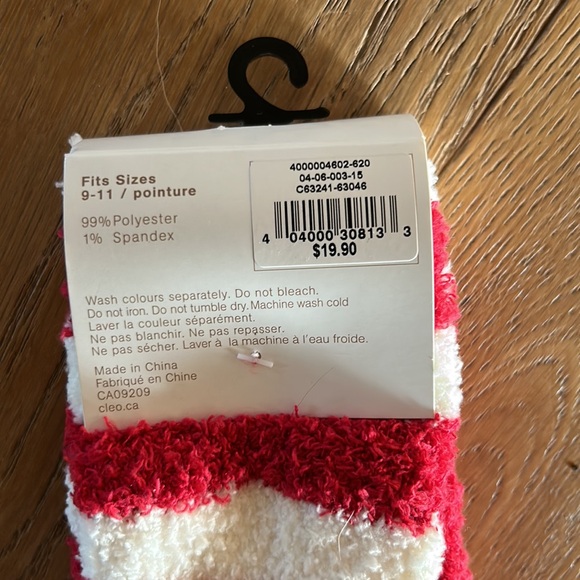 Fits Sizes
9-11 / pointure
99% Polyester
1% Spandex
4000004602-620
04-06-003-15
C63241-63046
4 04000 30813 3
$19.90
Wash colours separately. Do not bleach.
Do not iron. Do not tumble dry. Machine wash cold
Laver la couleur séparément.
Ne pas blanchir. Ne pas repasser.
Ne pas sécher. Laver à la machine à l'eau froide.
Made in China
Fabriqué en Chine
CA09209
cleo.ca